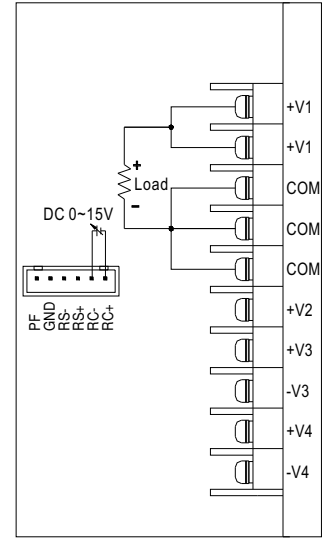 +V1
+V1
COM
COM
COM
+V2
+V3
-V3
+V4
-V4
+
Load
-
DC 0~15V
PF
GND
RS-
RS+
RC-
RC+